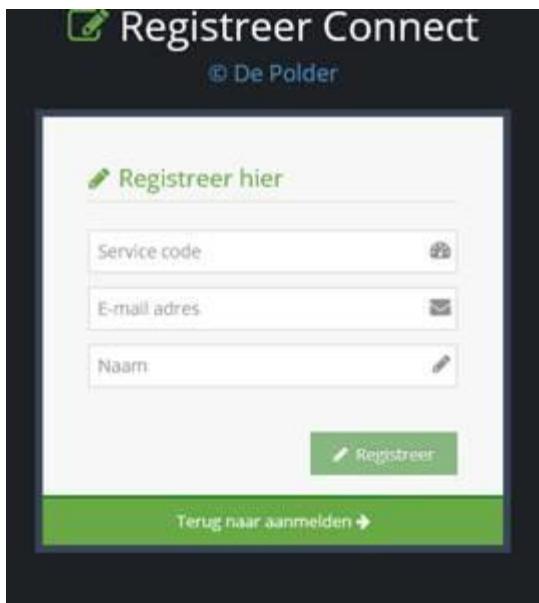 Registreer Connect
© De Polder
Registreer hier
Service code
E-mail adres
Naam
Registreer
Terug naar aanmelden